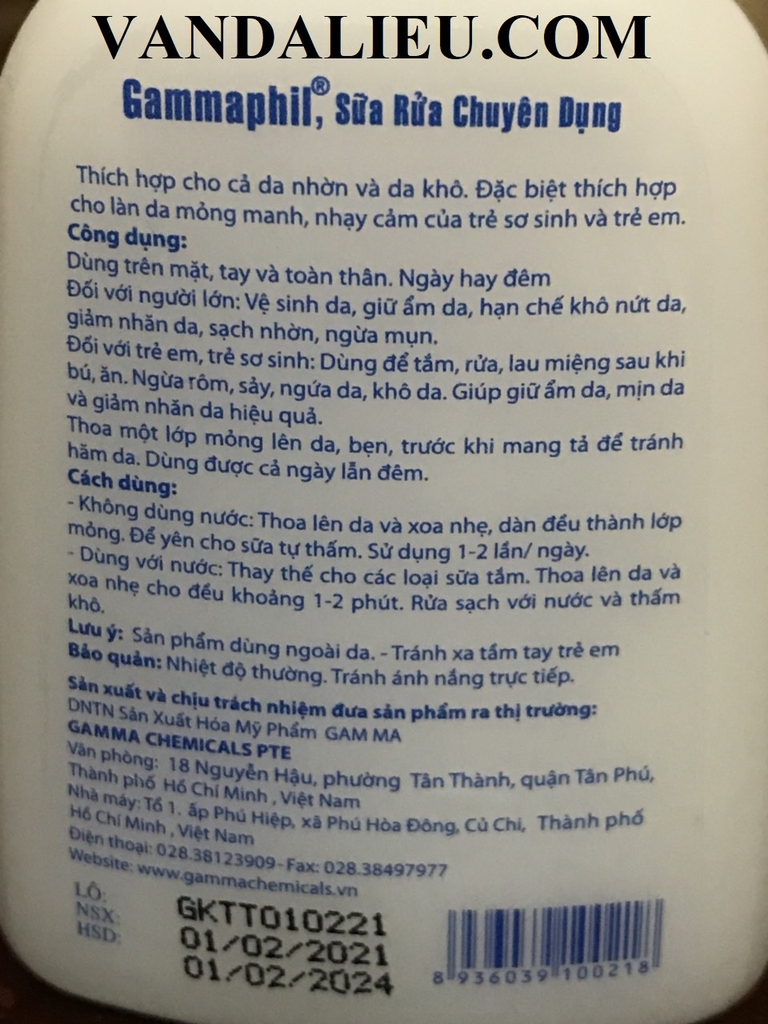 VANDALIEU.COM
Gammaphil®, Sữa Rửa Chuyên Dụng
Thích hợp cho cả da nhờn và da khô. Đặc biệt thích hợp
cho làn da mỏng manh, nhạy cảm của trẻ sơ sinh và trẻ em.
Công dụng:
Dùng trên mặt, tay và toàn thân. Ngày hay đêm
Đối với người lớn: Vệ sinh da, giữ ẩm da, hạn chế khô nứt da,
giảm nhăn da, sạch nhờn, ngừa mụn.
Đối với trẻ em, trẻ sơ sinh: Dùng để tắm, rửa, lau miệng sau khi
bú, ăn. Ngừa rôm, sảy, ngứa da, khô da. Giúp giữ ẩm da, mịn da
và giảm nhăn da hiệu quả.
Thoa một lớp mỏng lên da, bẹn, trước khi mang tả để tránh
hăm da. Dùng được cả ngày lẫn đêm.
Cách dùng:
- Không dùng nước: Thoa lên da và xoa nhẹ, dàn đều thành lớp
mỏng. Để yên cho sữa tự thấm. Sử dụng 1-2 lần/ ngày.
- Dùng với nước: Thay thế cho các loại sữa tắm. Thoa lên da và
xoa nhẹ cho đều khoảng 1-2 phút. Rửa sạch với nước và thấm
khô.
Lưu ý: Sản phẩm dùng ngoài da. - Tránh xa tầm tay trẻ em
Bảo quản: Nhiệt độ thường. Tránh ánh nắng trực tiếp.
Sản xuất và chịu trách nhiệm đưa sản phẩm ra thị trường:
DNTN Sản Xuất Hóa Mỹ Phẩm GAM MA
GAMMA CHEMICALS PTE
Văn phòng: 18 Nguyễn Hậu, phường Tân Thành, quận Tân Phú,
Thành phố Hồ Chí Minh , Việt Nam
Nhà máy: Tổ 1. ấp Phú Hiệp, xã Phú Hòa Đông, Củ Chi, Thành phố
Hồ Chí Minh , Việt Nam
Điện thoại: 028.38123909 - Fax: 028.38497977
Website: www.gammachemicals.vn
LÔ: GKTT010221
NSX: 01/02/2021
HSD: 01/02/2024
8 936039 100218